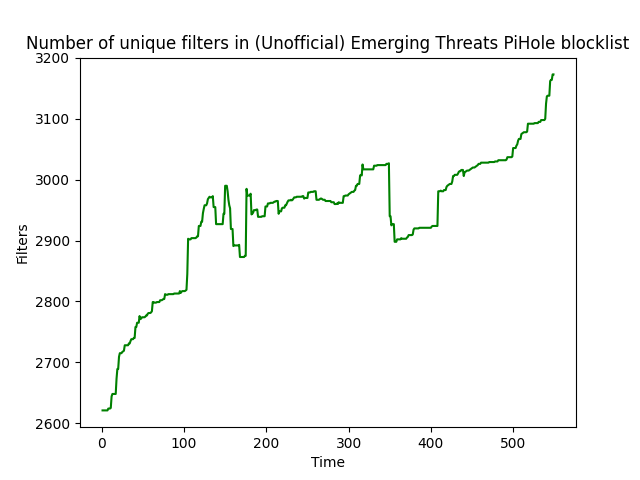 Number of unique filters in (Unofficial) Emerging Threats PiHole blocklist
3200
3100
3000
2900
2800
2700
2600
Filters
0 100 200 300 400 500
Time